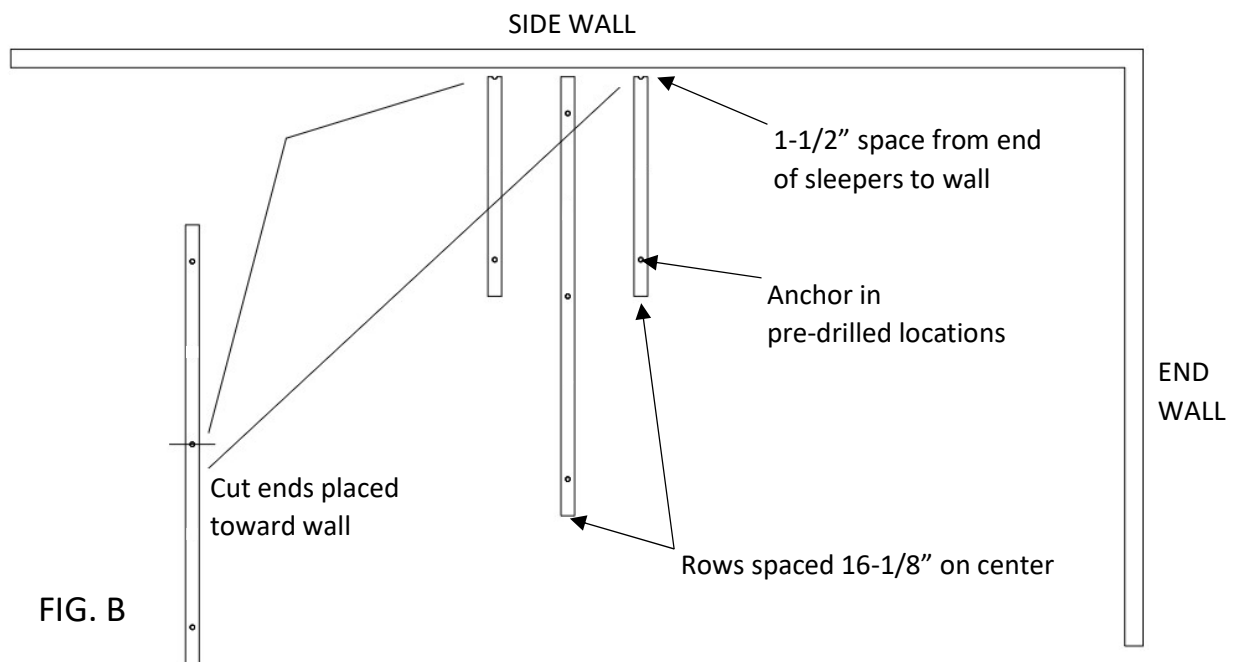 SIDE WALL
1-1/2” space from end
of sleepers to wall
Anchor in
pre-drilled locations
END
WALL
Cut ends placed
toward wall
Rows spaced 16-1/8” on center
FIG. B